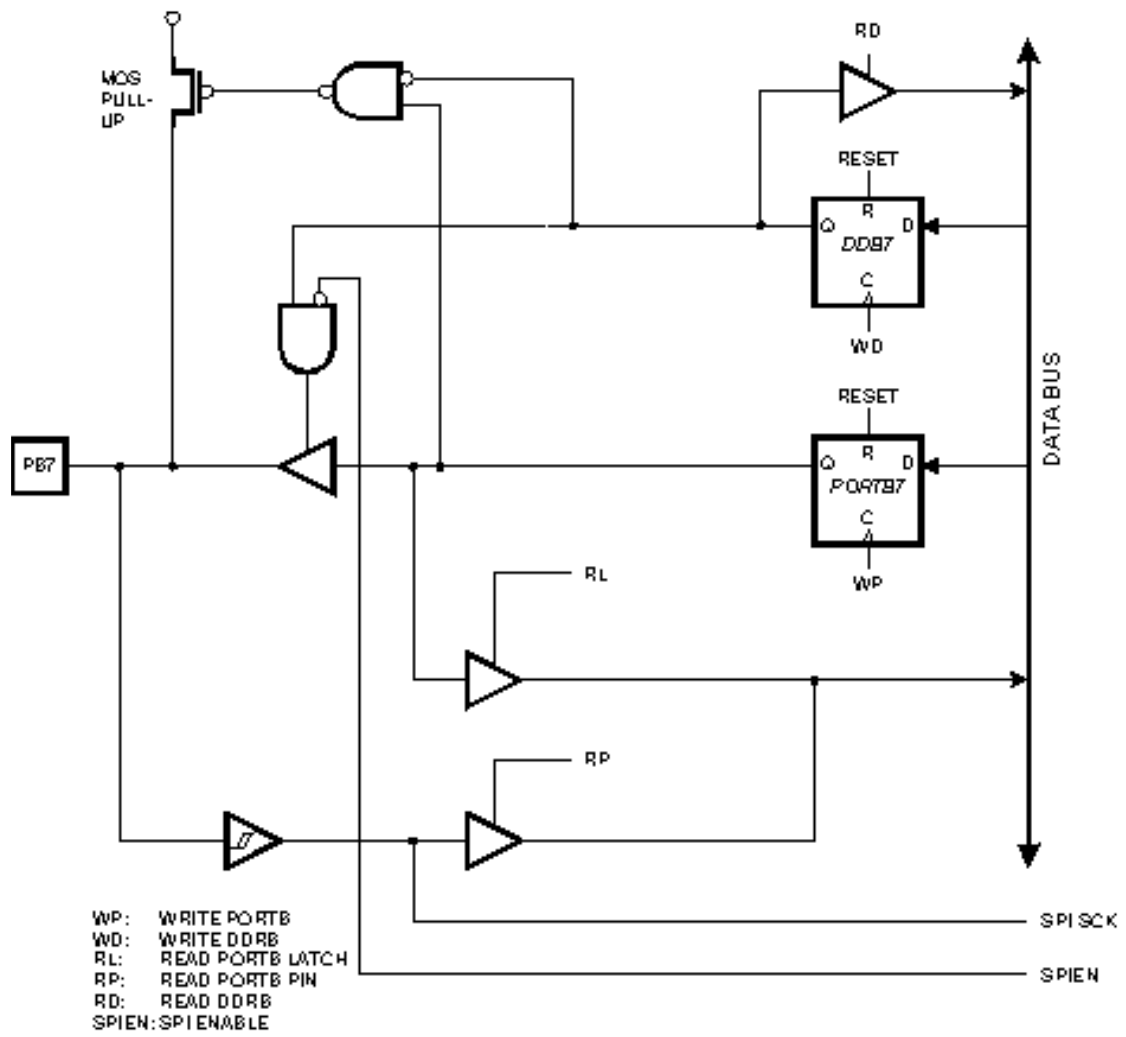 RD
MOS
PULL-
UP
RESET
R
Q
D
DDB7
C
WD
RESET
R
Q
D
PORTB7
C
WP
DATA BUS
PB7
RL
RP
SPI SCK
SPIEN
WP: WRITE PORTB
WD: WRITE DDRB
RL: READ PORTB LATCH
RP: READ PORTB PIN
RD: READ DDRB
SPIEN: SPI ENABLE